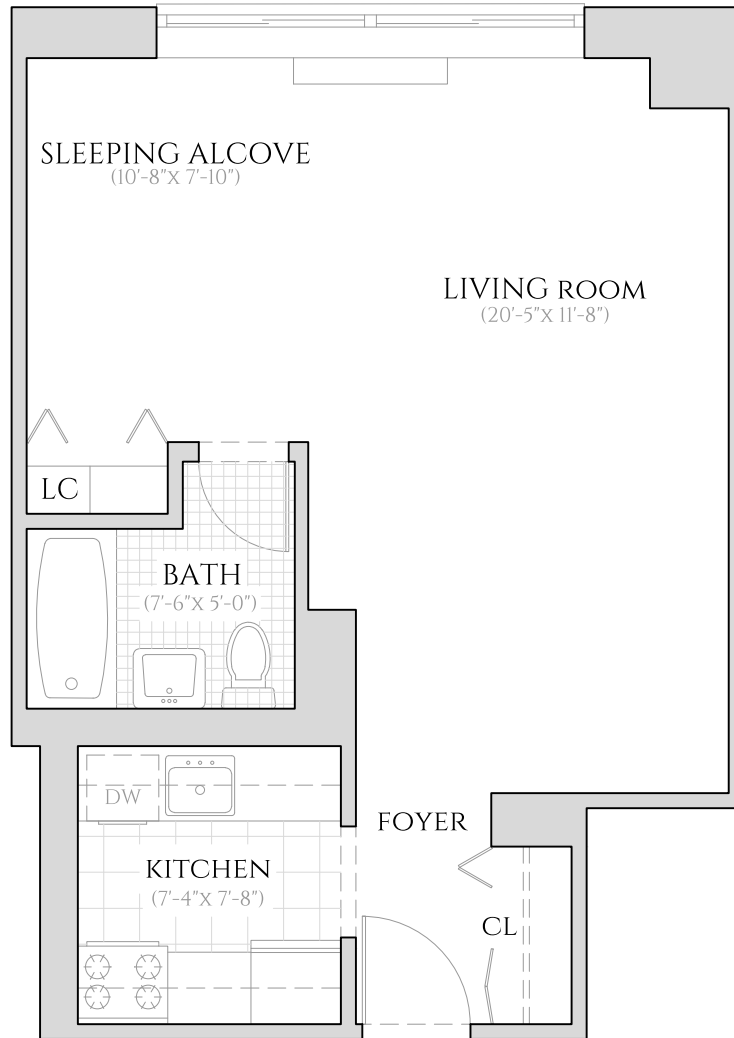 SLEEPING ALCOVE
(10'-8"X 7'-10")
LIVING ROOM
(20'-5"X 11'-8")
LC
BATH
(7'-6"X 5'-0")
DW
FOYER
KITCHEN
(7'-4"X 7'-8")
CL